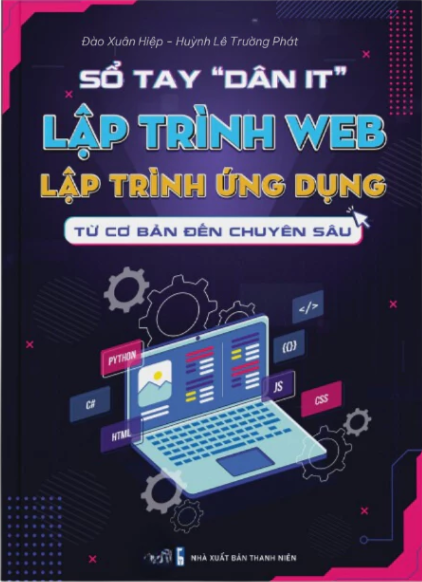 Đào Xuân Hiệp – Huỳnh Lê Trường Phát
SỔ TAY “DÂN IT”
LẬP TRÌNH WEB
LẬP TRÌNH ỨNG DỤNG
TỪ CƠ BẢN ĐẾN CHUYÊN SÂU
</>
{()}
PYTHON
JS
C#
CSS
HTML
NHÀ XUẤT BẢN THANH NIÊN